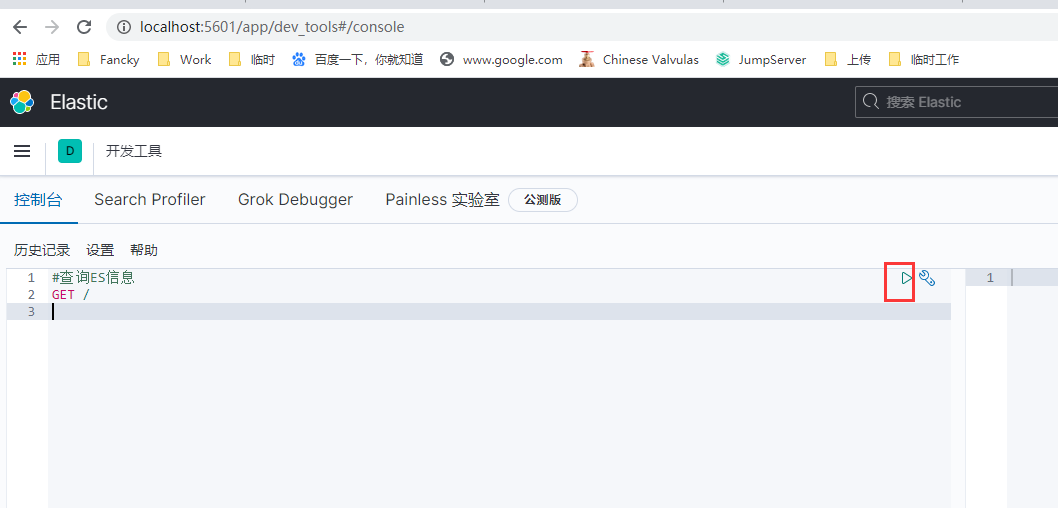 localhost:5601/app/dev_tools#/console
应用 Fancky Work 临时 百度一下，你就知道 www.google.com Chinese Valvulas JumpServer 上传 临时工作
Elastic 搜索 Elastic
D 开发工具
控制台 Search Profiler Grok Debugger Painless 实验室 公测版
历史记录 设置 帮助
1 #查询ES信息 1
2 GET /
3